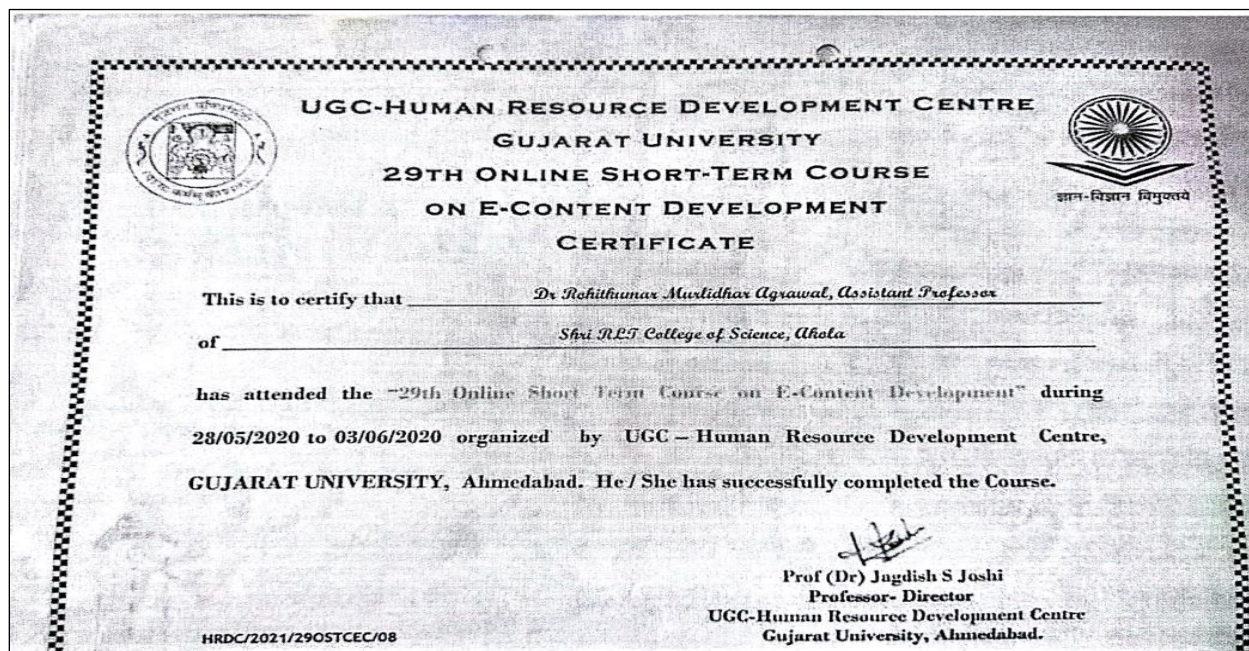 UGC-HUMAN RESOURCE DEVELOPMENT CENTRE
GUJARAT UNIVERSITY
29TH ONLINE SHORT-TERM COURSE
ON E-CONTENT DEVELOPMENT
CERTIFICATE
ज्ञान-विज्ञान विमुक्तये
This is to certify that Dr Rohitkumar Murlidhar Agrawal, Assistant Professor
of Shri RLT College of Science, Akola
has attended the "29th Online Short Term Course on E-Content Development" during
28/05/2020 to 03/06/2020 organized by UGC – Human Resource Development Centre,
GUJARAT UNIVERSITY, Ahmedabad. He / She has successfully completed the Course.
Prof (Dr) Jagdish S Joshi
Professor- Director
UGC-Human Resource Development Centre
Gujarat University, Ahmedabad.
HRDC/2021/29OSTCEC/08